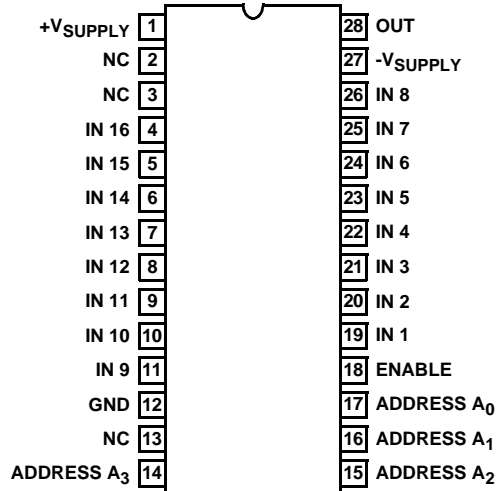 +VSUPPLY 1 28 OUT
NC 2 27 -VSUPPLY
NC 3 26 IN 8
IN 16 4 25 IN 7
IN 15 5 24 IN 6
IN 14 6 23 IN 5
IN 13 7 22 IN 4
IN 12 8 21 IN 3
IN 11 9 20 IN 2
IN 10 10 19 IN 1
IN 9 11 18 ENABLE
GND 12 17 ADDRESS A0
NC 13 16 ADDRESS A1
ADDRESS A3 14 15 ADDRESS A2